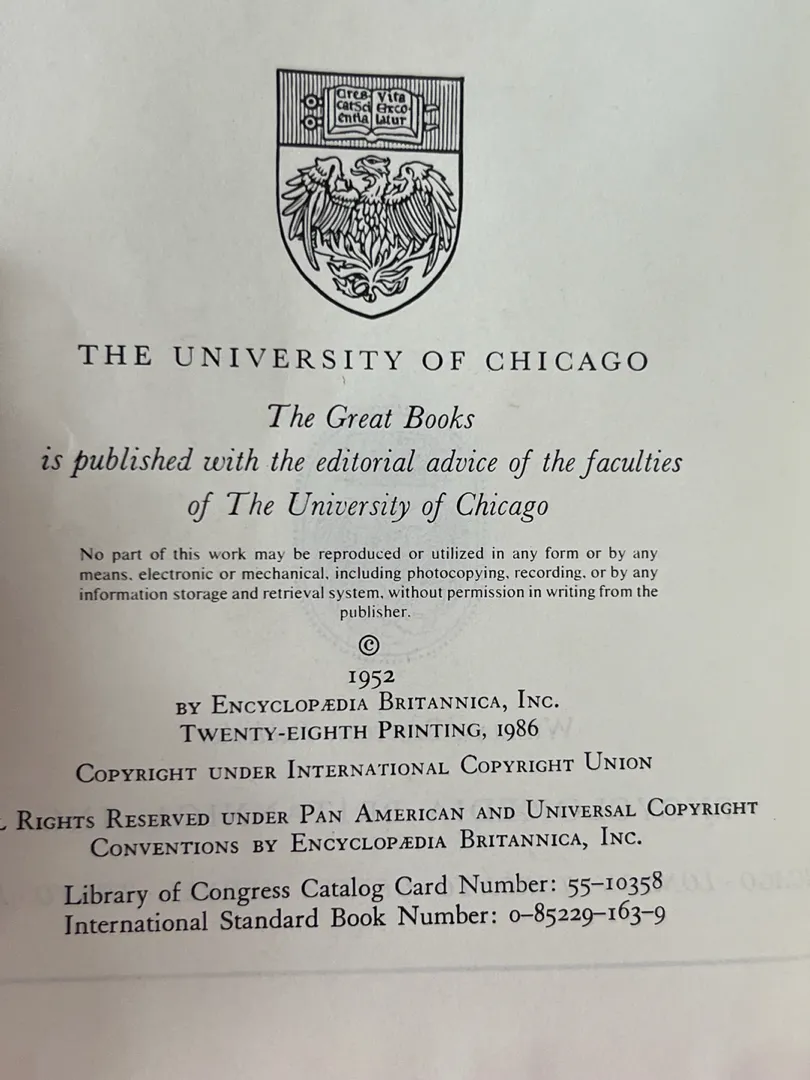 Cres
catSci
entia
Vita
Exco
latur
THE UNIVERSITY OF CHICAGO
The Great Books
is published with the editorial advice of the faculties
of The University of Chicago
No part of this work may be reproduced or utilized in any form or by any
means, electronic or mechanical, including photocopying, recording, or by any
information storage and retrieval system, without permission in writing from the
publisher.
©
1952
BY ENCYCLOPÆDIA BRITANNICA, INC.
TWENTY-EIGHTH PRINTING, 1986
COPYRIGHT UNDER INTERNATIONAL COPYRIGHT UNION
RIGHTS RESERVED UNDER PAN AMERICAN AND UNIVERSAL COPYRIGHT
CONVENTIONS BY ENCYCLOPÆDIA BRITANNICA, INC.
Library of Congress Catalog Card Number: 55–10358
International Standard Book Number: 0–85229–163–9